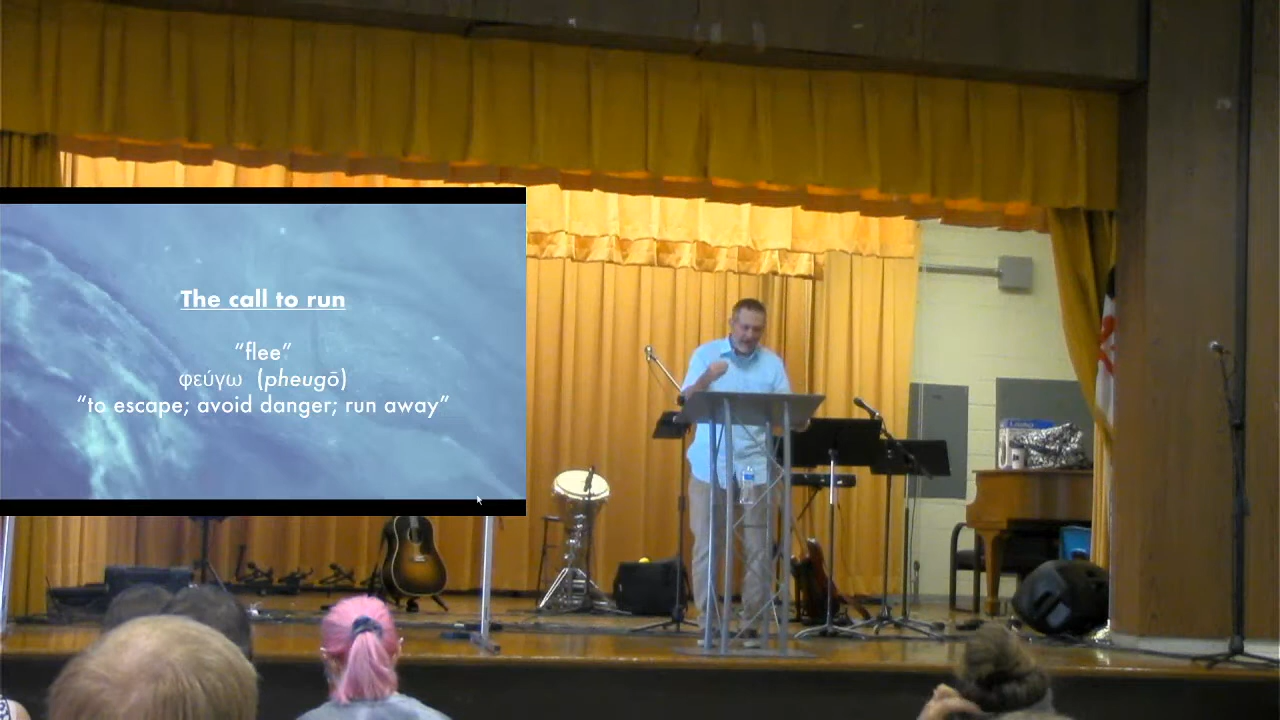 The call to run
“flee”
φεύγω (pheugō)
“to escape; avoid danger; run away”